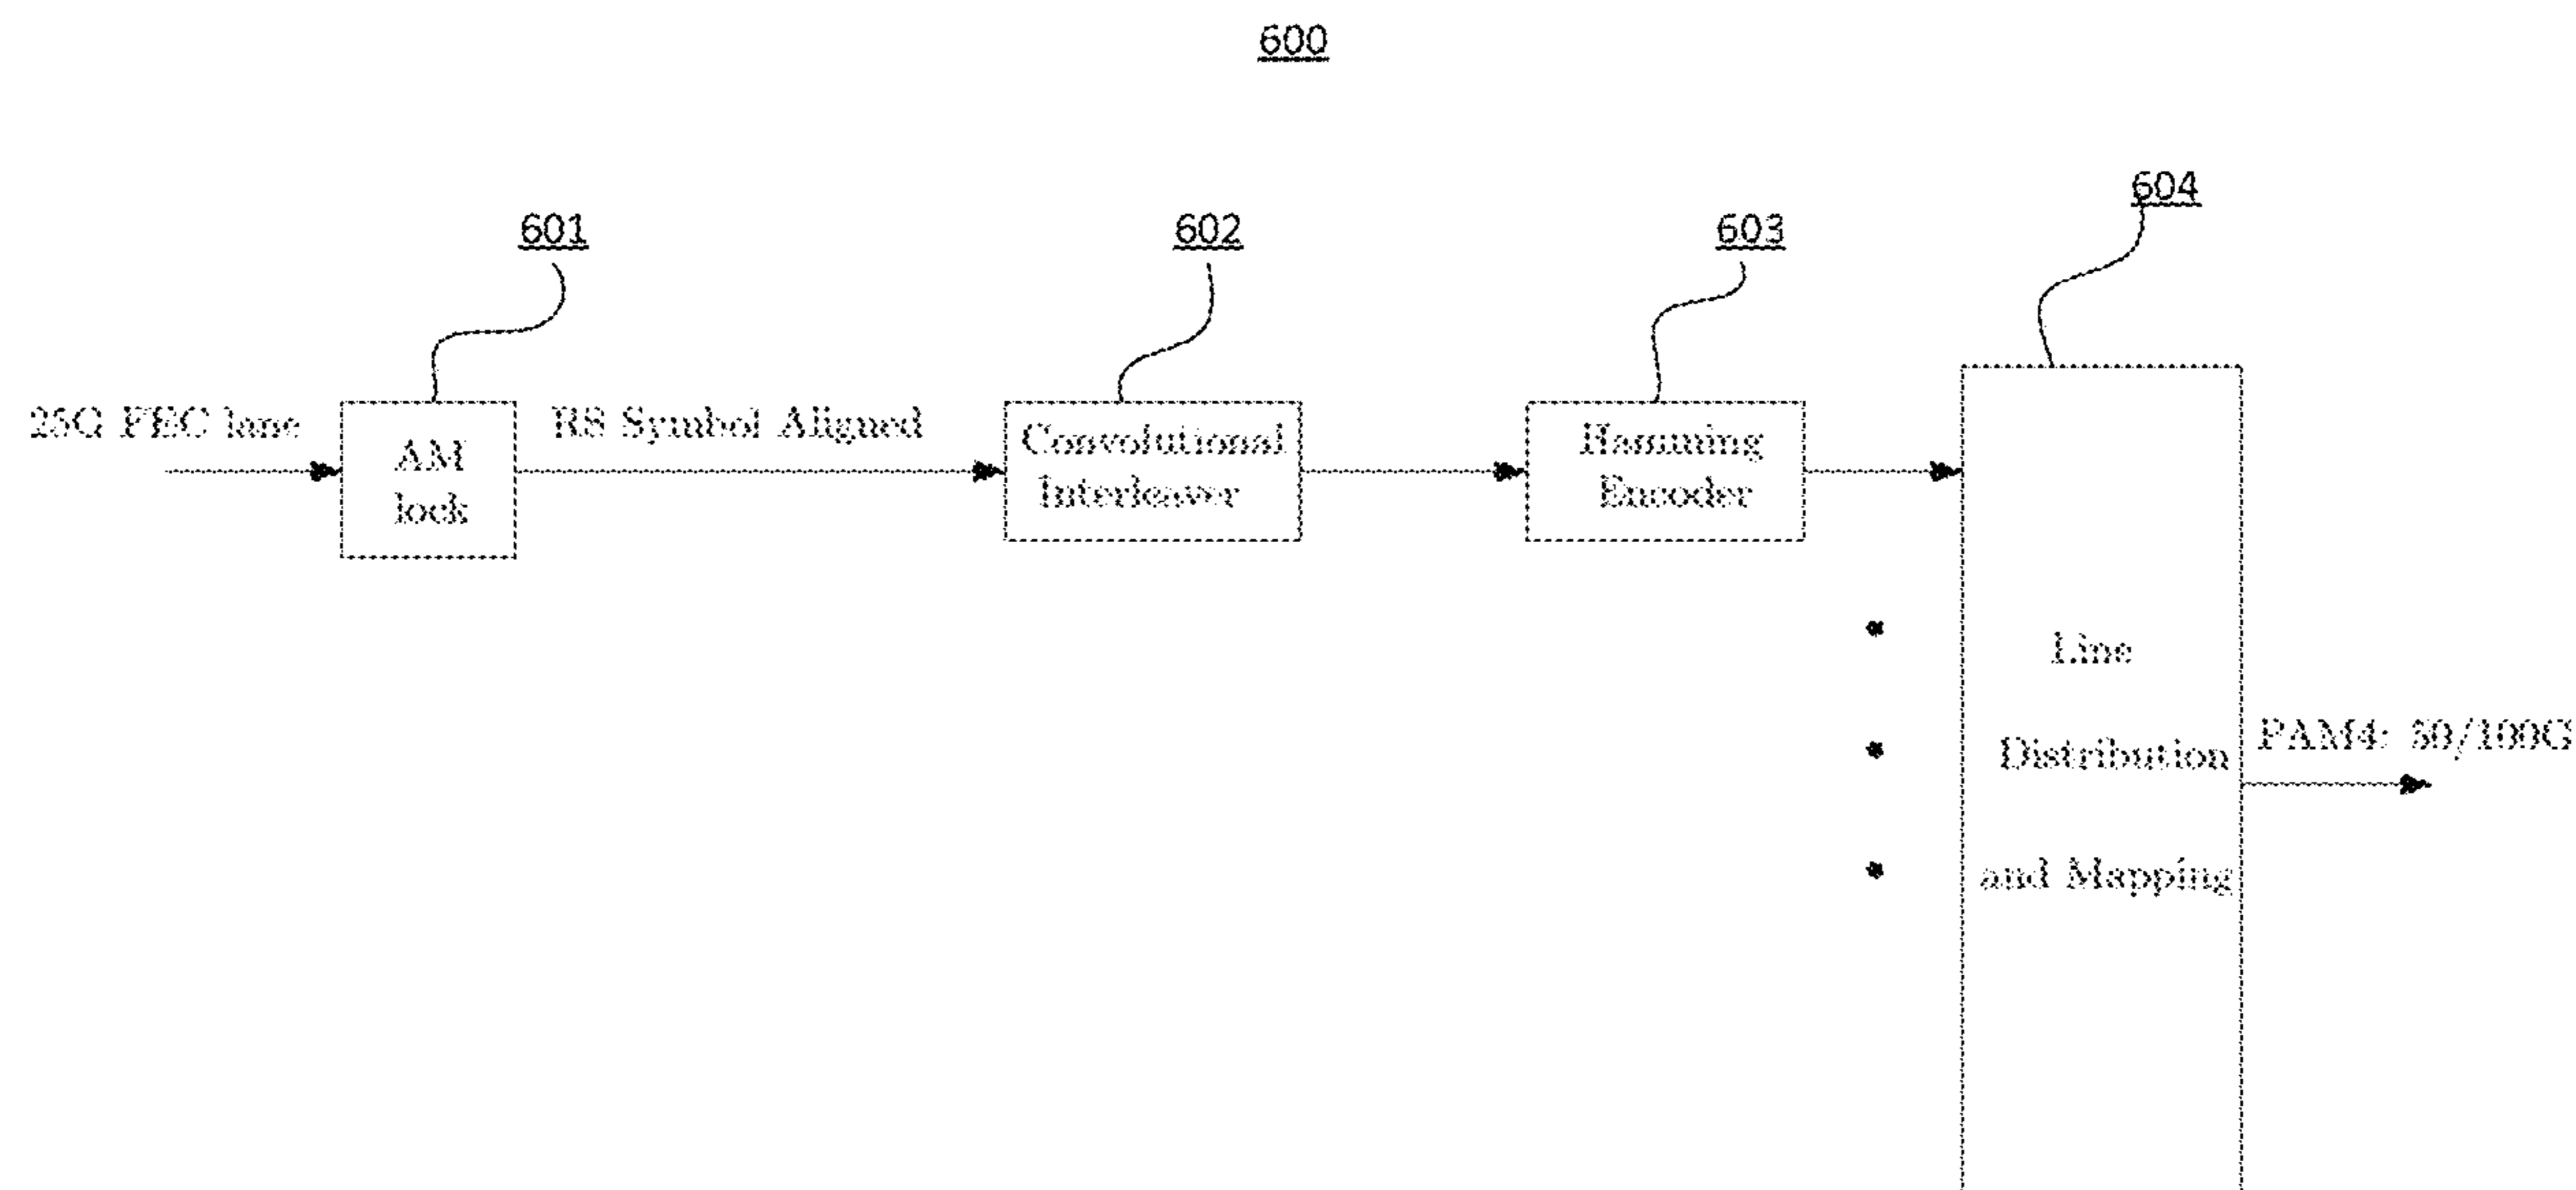 600
601
602
603
604
25G FEC lane
AM
lock
RS Symbol Aligned
Convolutional
Interleaver
Hamming
Encoder
Line
Distribution
and Mapping
PAM4: 50/100G